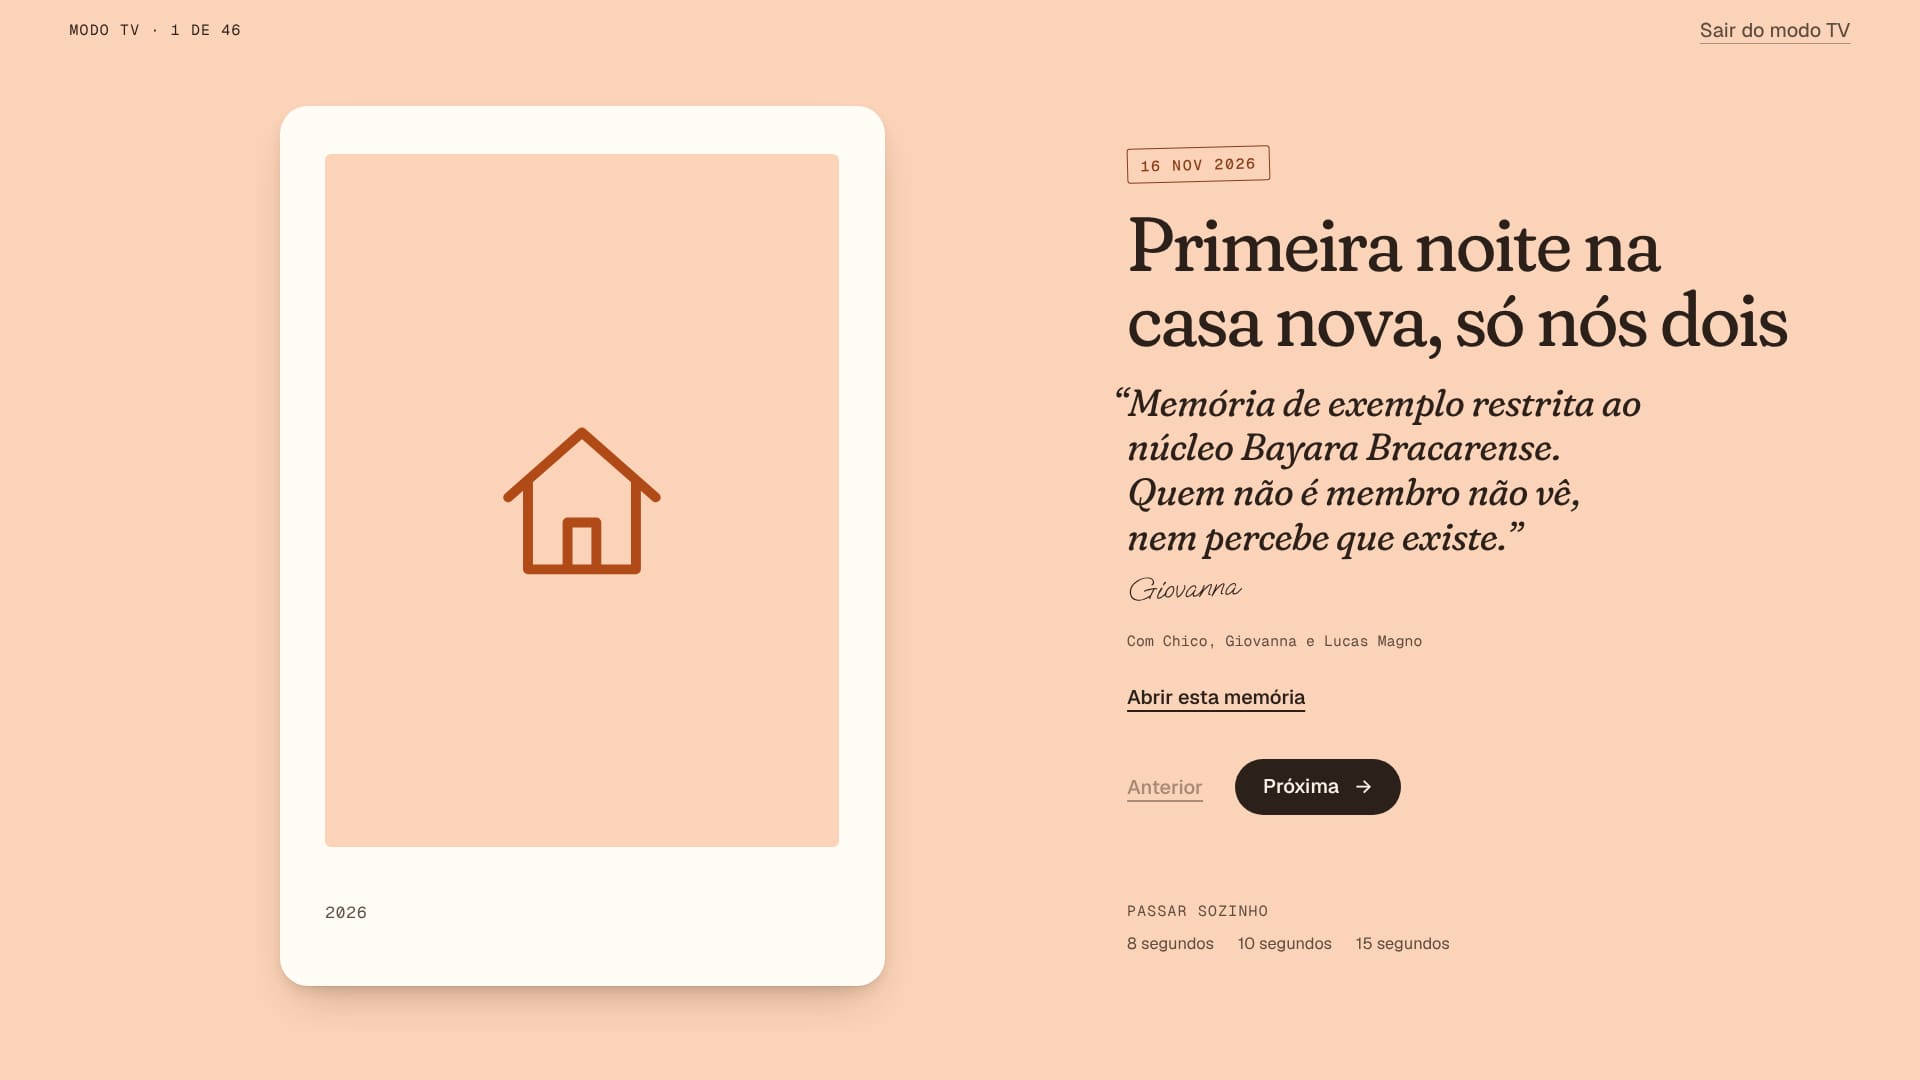 MODO TV · 1 DE 46
Sair do modo TV
16 NOV 2026
Primeira noite na
casa nova, só nós dois
“Memória de exemplo restrita ao
núcleo Bayara Bracarense.
Quem não é membro não vê,
nem percebe que existe.”
Giovanna
Com Chico, Giovanna e Lucas Magno
Abrir esta memória
Anterior
Próxima →
2026
PASSAR SOZINHO
8 segundos 10 segundos 15 segundos